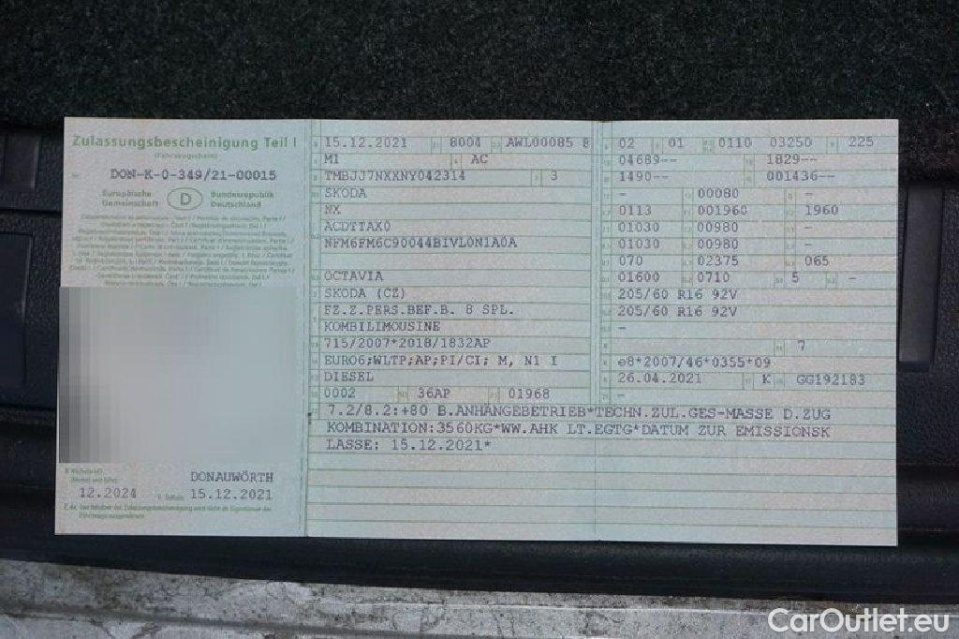 Zulassungsbescheinigung Teil I
(Fahrzeugschein)
DON-K-0-349/21-00015
Europäische Gemeinschaft
D
Bundesrepublik Deutschland
DONAUWÖRTH
12.2024
15.12.2021
15.12.2021 8004 AWL00085 8
M1 AC
TMBJJ7NXXNY042314 3
SKODA
NX
ACDTTAX0
NFM6FM6C90044BIVL0N1A0A
OCTAVIA
SKODA (CZ)
FZ.Z.PERS.BEF.B. 8 SPL.
KOMBILIMOUSINE
715/2007*2018/1832AP
EURO6;WLTP;AP;PI/CI; M, N1 I
DIESEL
0002 36AP 01968
02 01 0110 03250 225
04689-- 1829--
1490-- 001436--
- 00080 -
0113 001960 1960
01030 00980 -
01030 00980 -
070 02375 065
01600 0710 5 -
205/60 R16 92V
205/60 R16 92V
-
- 7
e8*2007/46*0355*09
26.04.2021 K GG192183
-
7.2/8.2:+80 B.ANHÄNGEBETRIEB*TECHN.ZUL.GES-MASSE D.ZUG
KOMBINATION:3560KG*WW.AHK LT.EGTG*DATUM ZUR EMISSIONSK
LASSE: 15.12.2021*
CarOutlet.eu